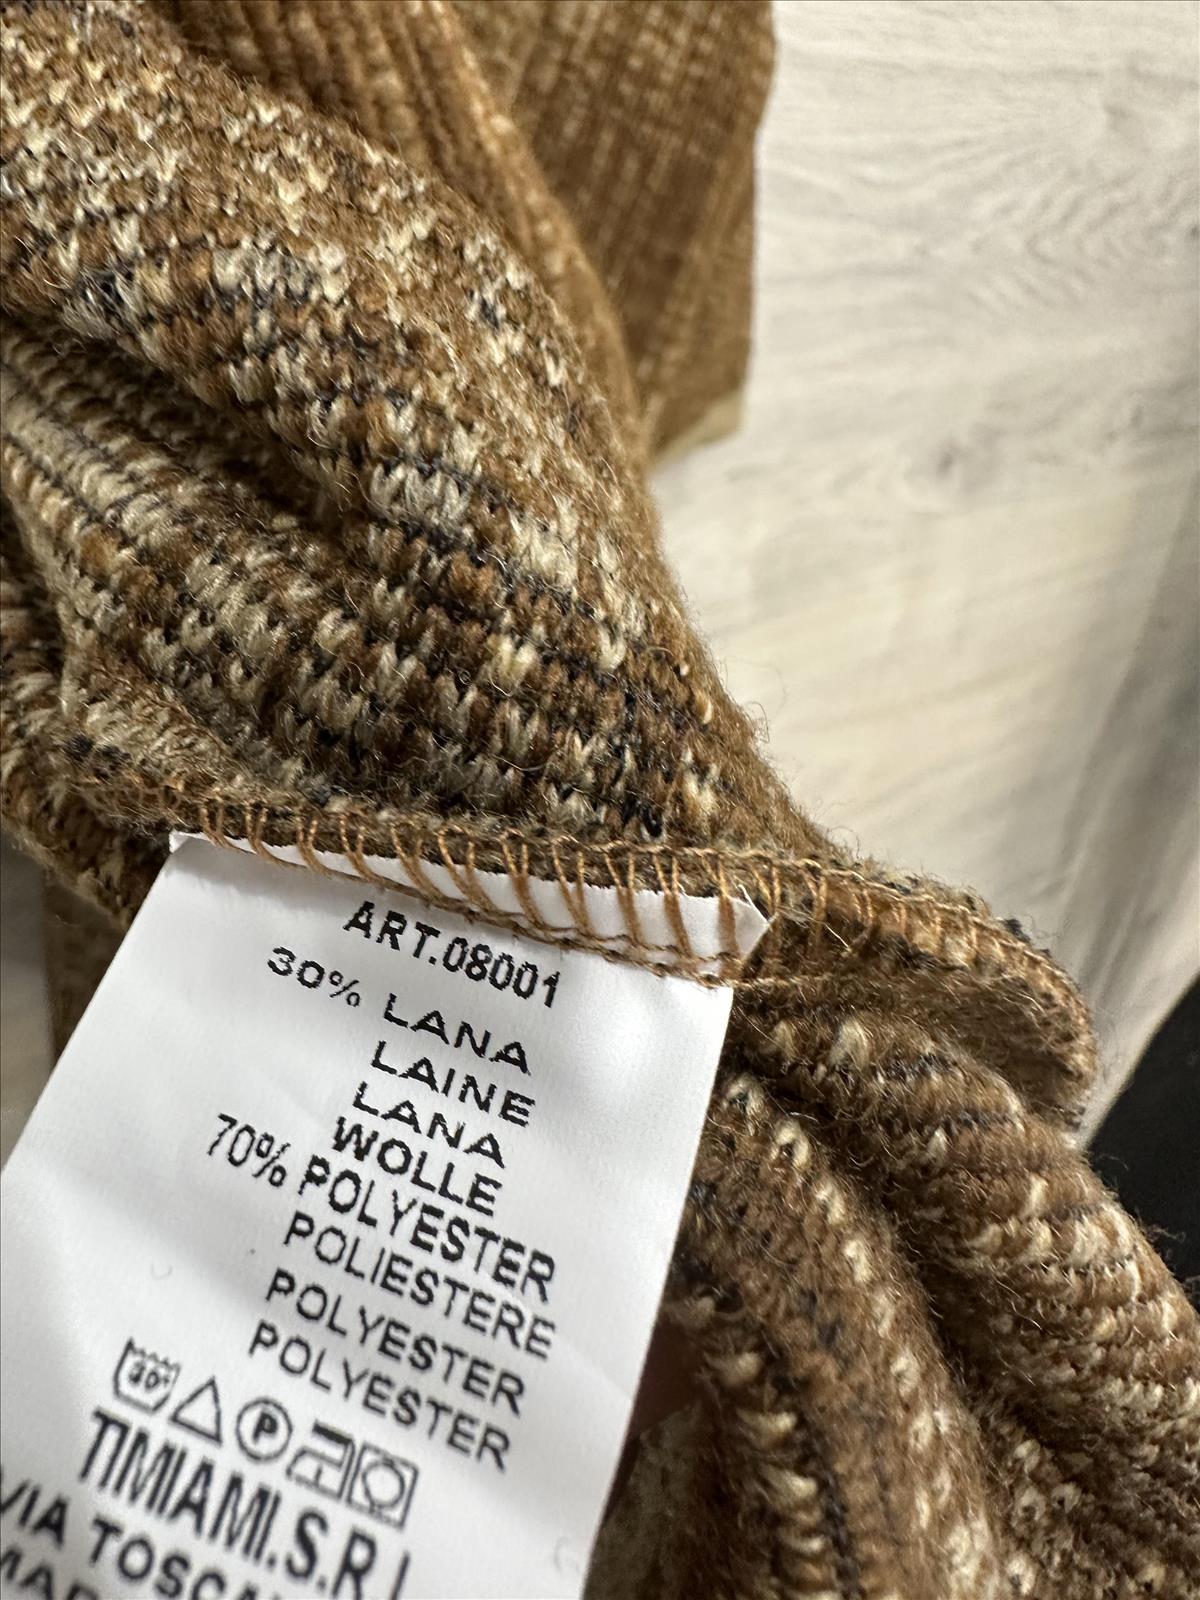 ART.08001
30% LANA
LAINE
LANA
WOLLE
70% POLYESTER
POLIESTERE
POLYESTER
POLYESTER
P
TIMIAMI.S.R.L
VIA TOSCA